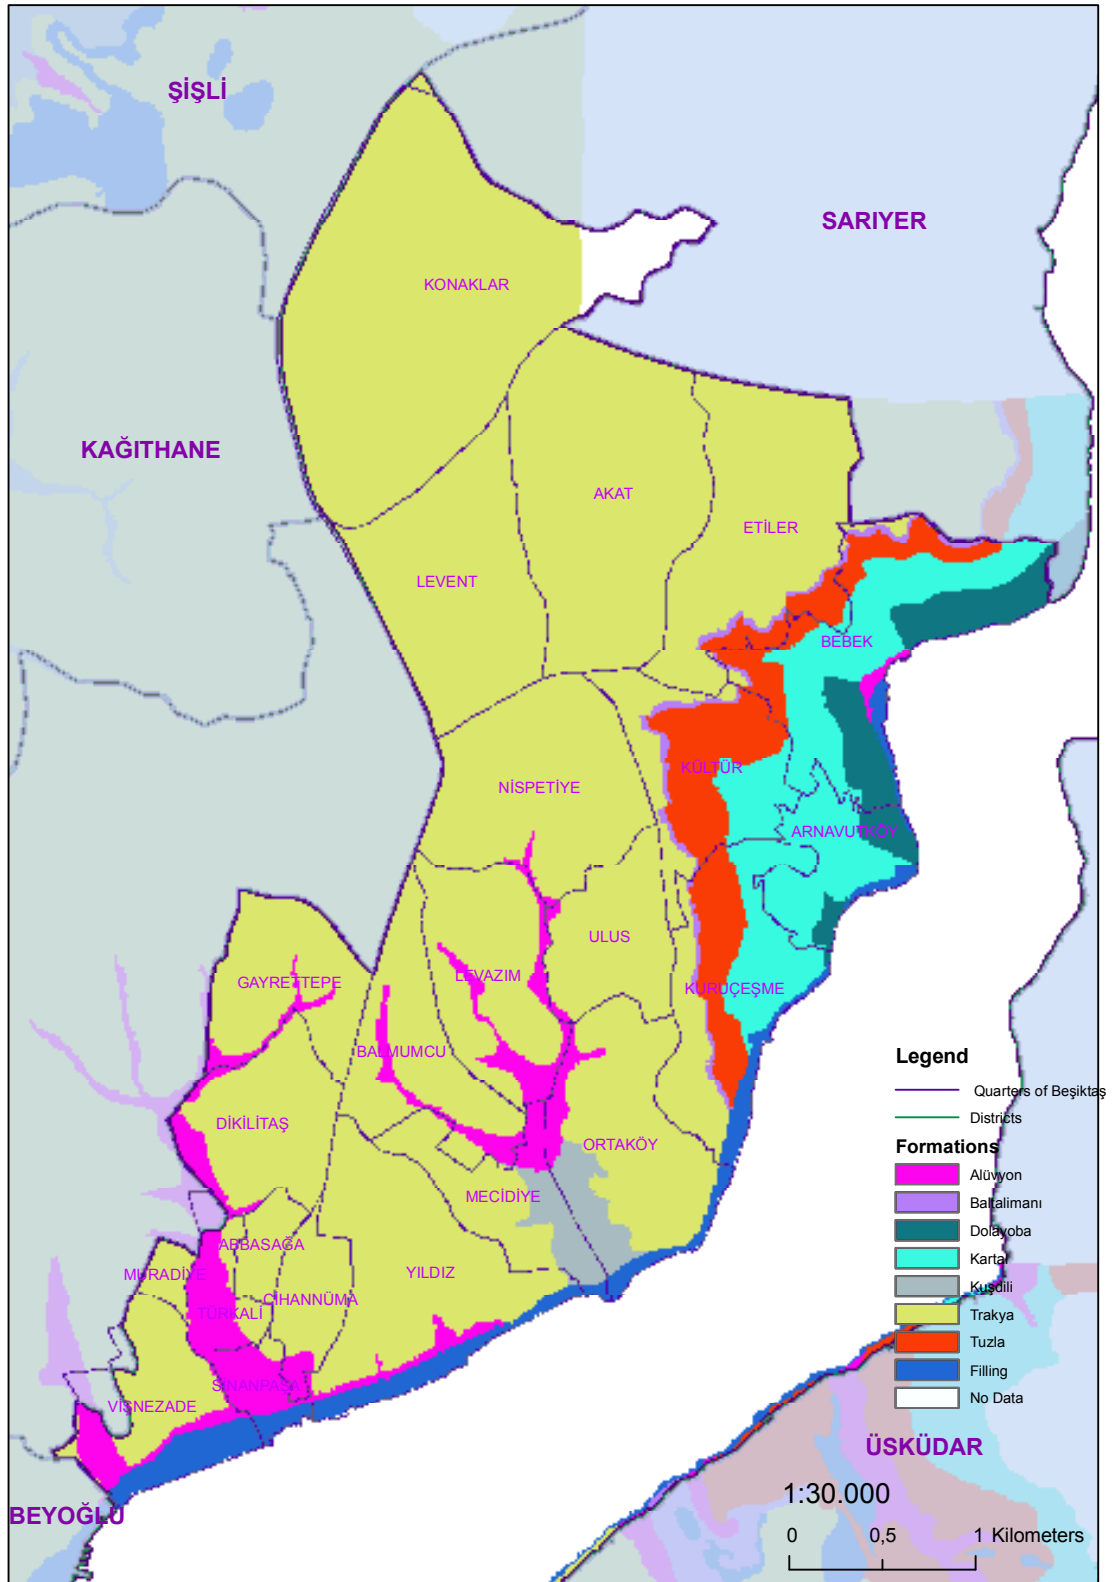 ŞİŞLİ
SARIYER
KONAKLAR
KAĞITHANE
AKAT
ETİLER
LEVENT
BEBEK
KÜLTÜR
NİSPETİYE
ARNAVUTKÖY
ULUS
LEVAZIM
GAYRETTEPE
KURUÇEŞME
BALMUMCU
DİKİLİTAŞ
ORTAKÖY
MECİDİYE
ABBASAĞA
MURADİYE
YILDIZ
CİHANNÜMA
TÜRKALİ
SİNANPAŞA
VİŞNEZADE
BEYOĞLU
Legend
Quarters of Beşiktaş
Districts
Formations
Alüvyon
Baltalimanı
Dolayoba
Kartal
Kuşdili
Trakya
Tuzla
Filling
No Data
ÜSKÜDAR
1:30.000
0 0,5 1 Kilometers